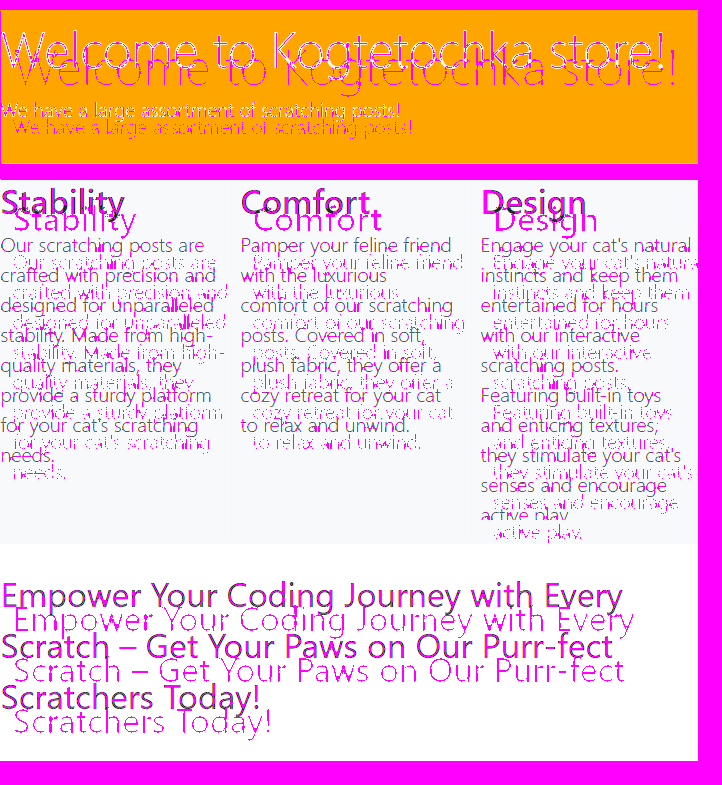 Welcome to Kogtetochka store!
We have a large assortment of scratching posts!
Stability
Our scratching posts are
crafted with precision and
designed for unparalleled
stability. Made from high-
quality materials, they
provide a sturdy platform
for your cat's scratching
needs.
Comfort
Pamper your feline friend
with the luxurious
comfort of our scratching
posts. Covered in soft,
plush fabric, they offer a
cozy retreat for your cat
to relax and unwind.
Design
Engage your cat's natural
instincts and keep them
entertained for hours
with our interactive
scratching posts.
Featuring built-in toys
and enticing textures,
they stimulate your cat's
senses and encourage
active play.
Empower Your Coding Journey with Every
Scratch – Get Your Paws on Our Purr-fect
Scratchers Today!